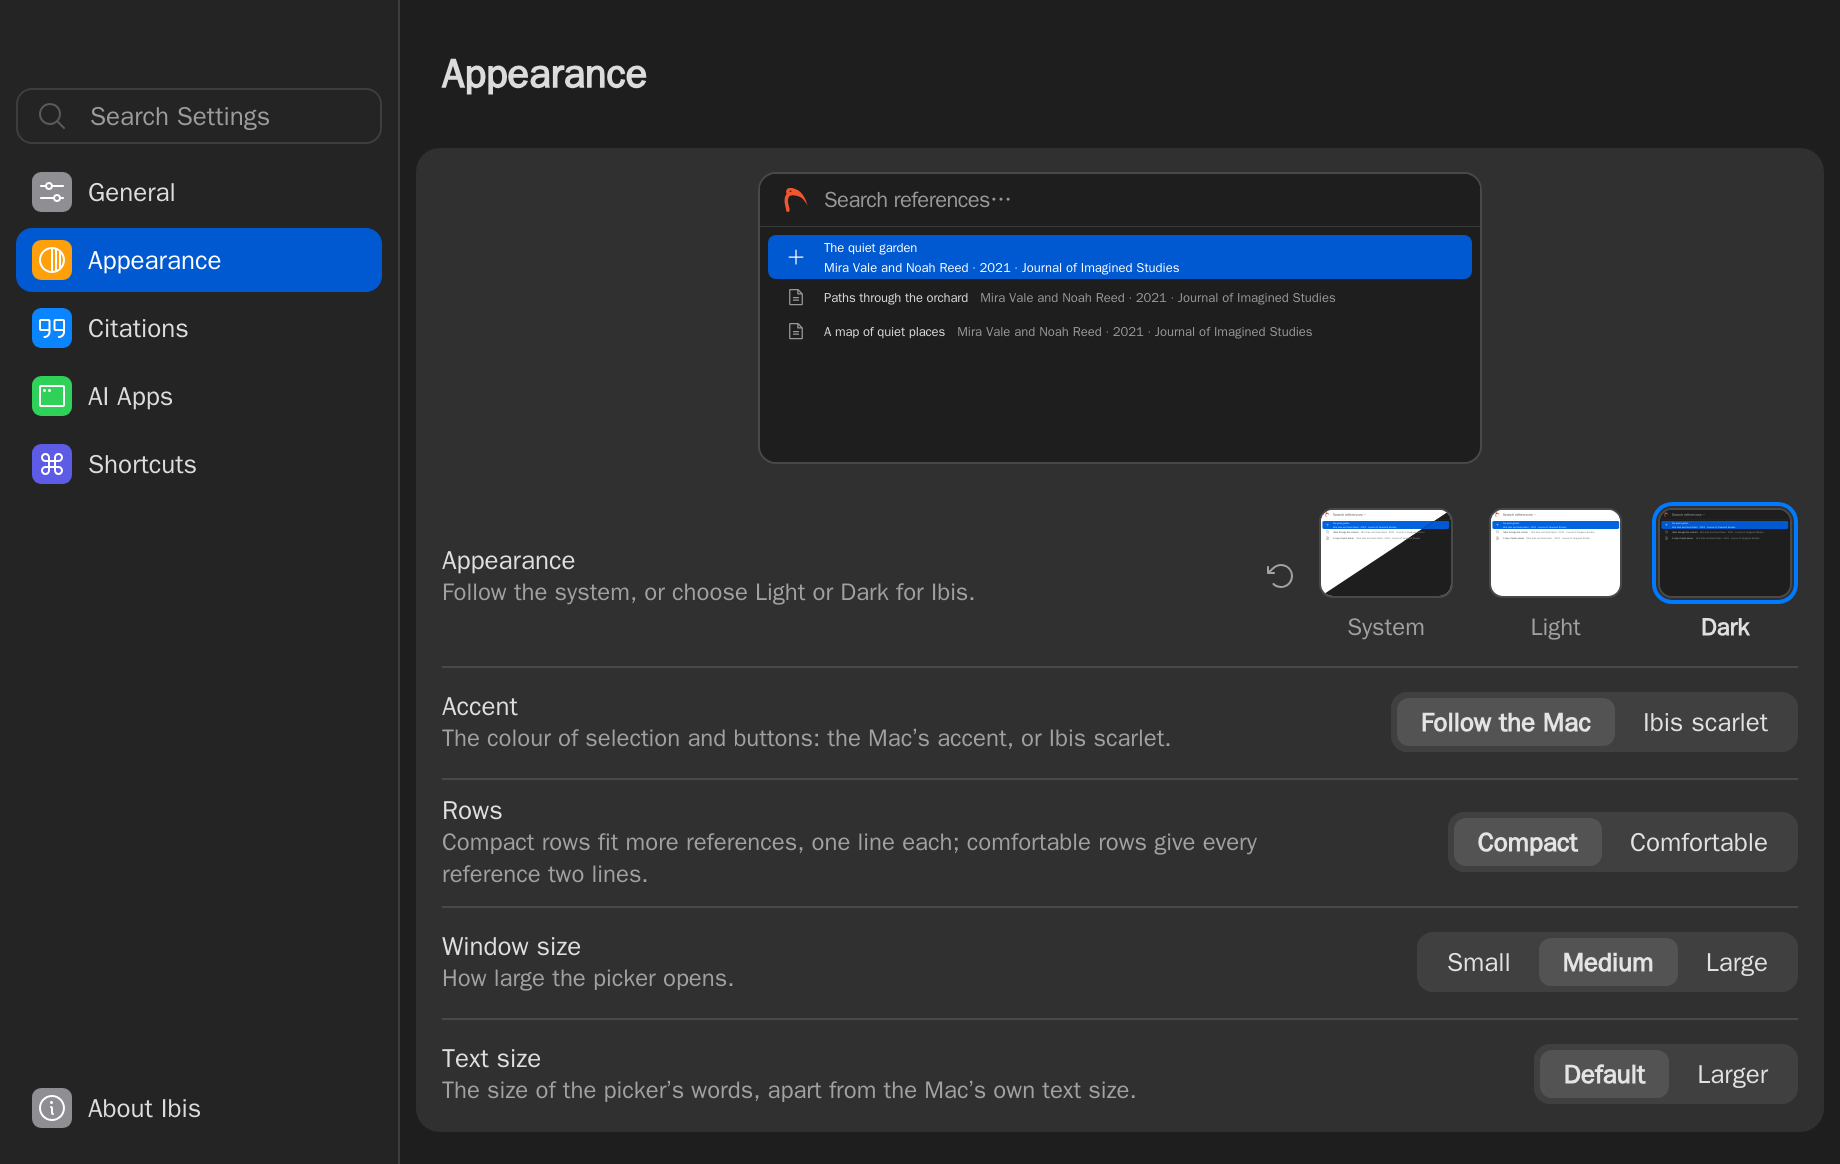 Appearance
Search Settings
General
Appearance
Citations
AI Apps
Shortcuts
About Ibis
Search references…
The quiet garden
Mira Vale and Noah Reed · 2021 · Journal of Imagined Studies
Paths through the orchard Mira Vale and Noah Reed · 2021 · Journal of Imagined Studies
A map of quiet places Mira Vale and Noah Reed · 2021 · Journal of Imagined Studies
Appearance
Follow the system, or choose Light or Dark for Ibis.
System
Light
Dark
Accent
The colour of selection and buttons: the Mac’s accent, or Ibis scarlet.
Follow the Mac
Ibis scarlet
Rows
Compact rows fit more references, one line each; comfortable rows give every
reference two lines.
Compact
Comfortable
Window size
How large the picker opens.
Small
Medium
Large
Text size
The size of the picker’s words, apart from the Mac’s own text size.
Default
Larger